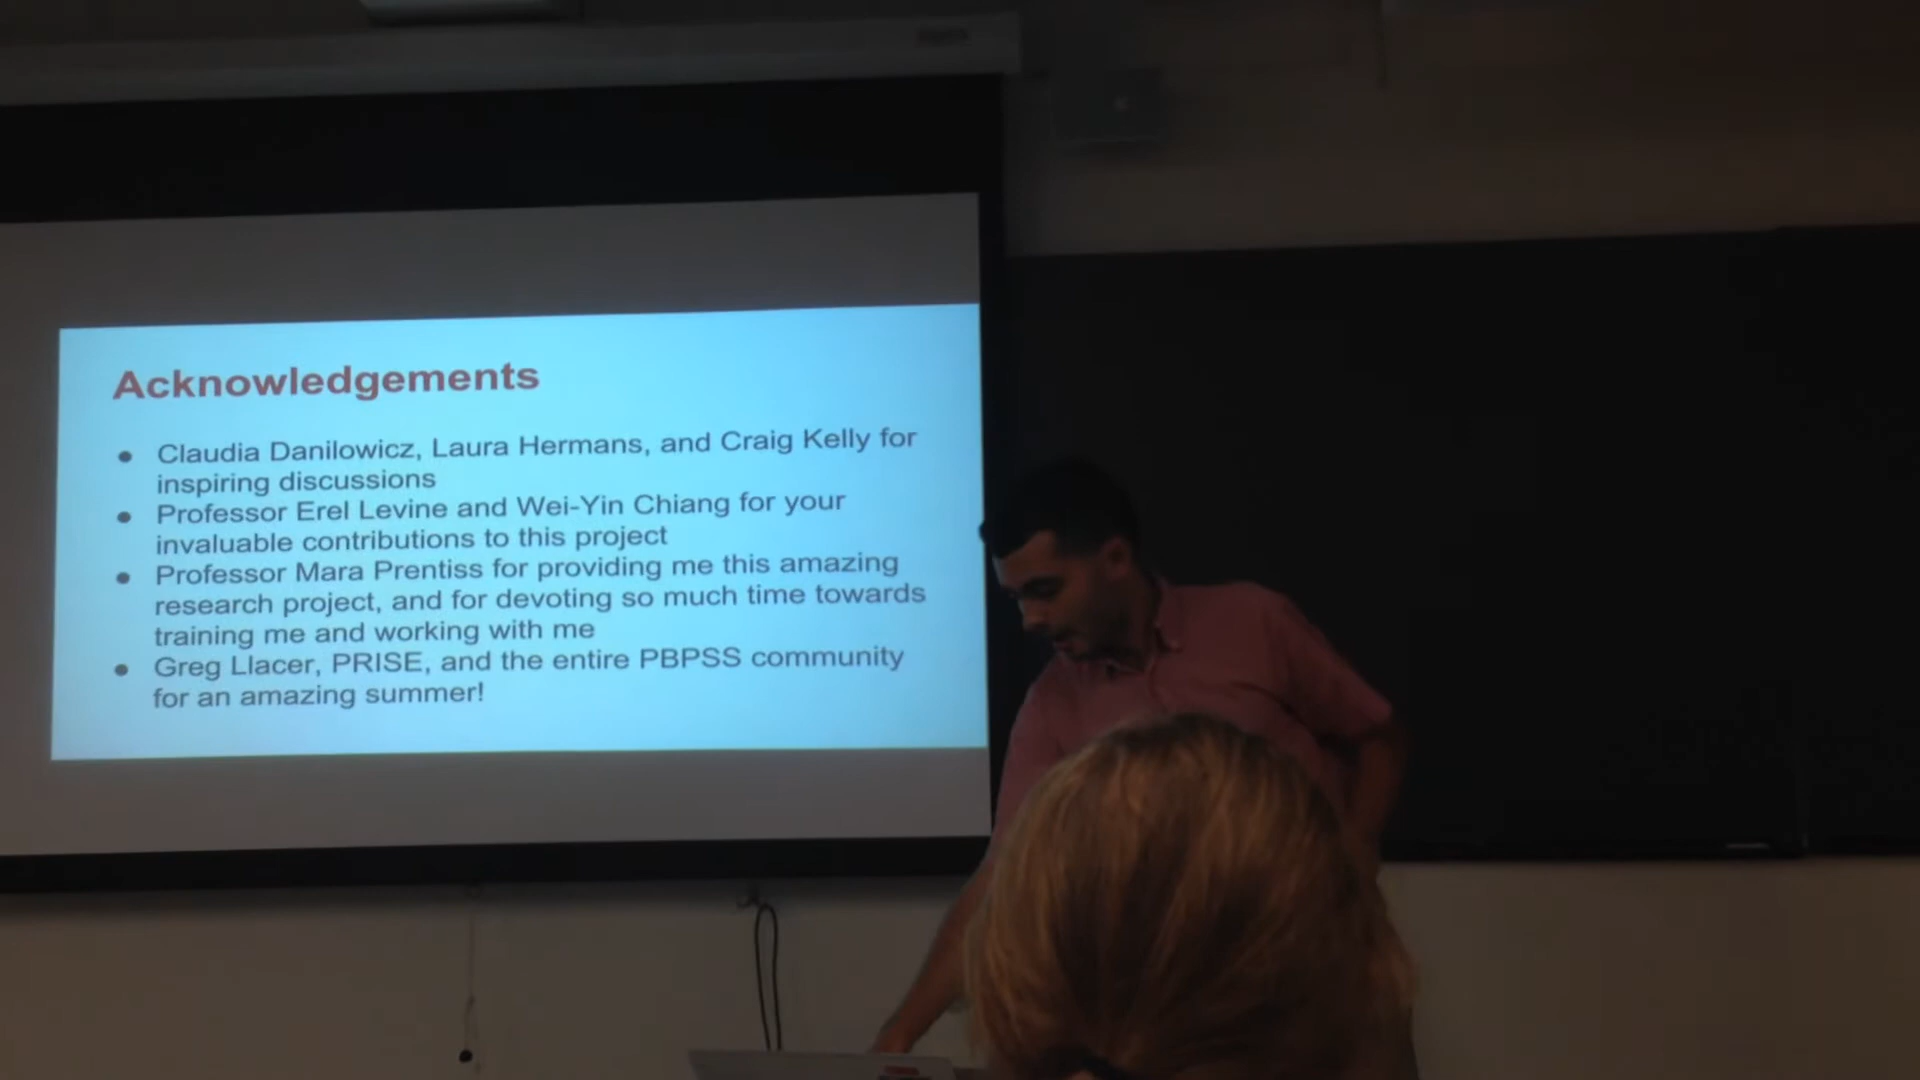 Acknowledgements
● Claudia Danilowicz, Laura Hermans, and Craig Kelly for
inspiring discussions
● Professor Erel Levine and Wei-Yin Chiang for your
invaluable contributions to this project
● Professor Mara Prentiss for providing me this amazing
research project, and for devoting so much time towards
training me and working with me
● Greg Llacer, PRISE, and the entire PBPSS community
for an amazing summer!